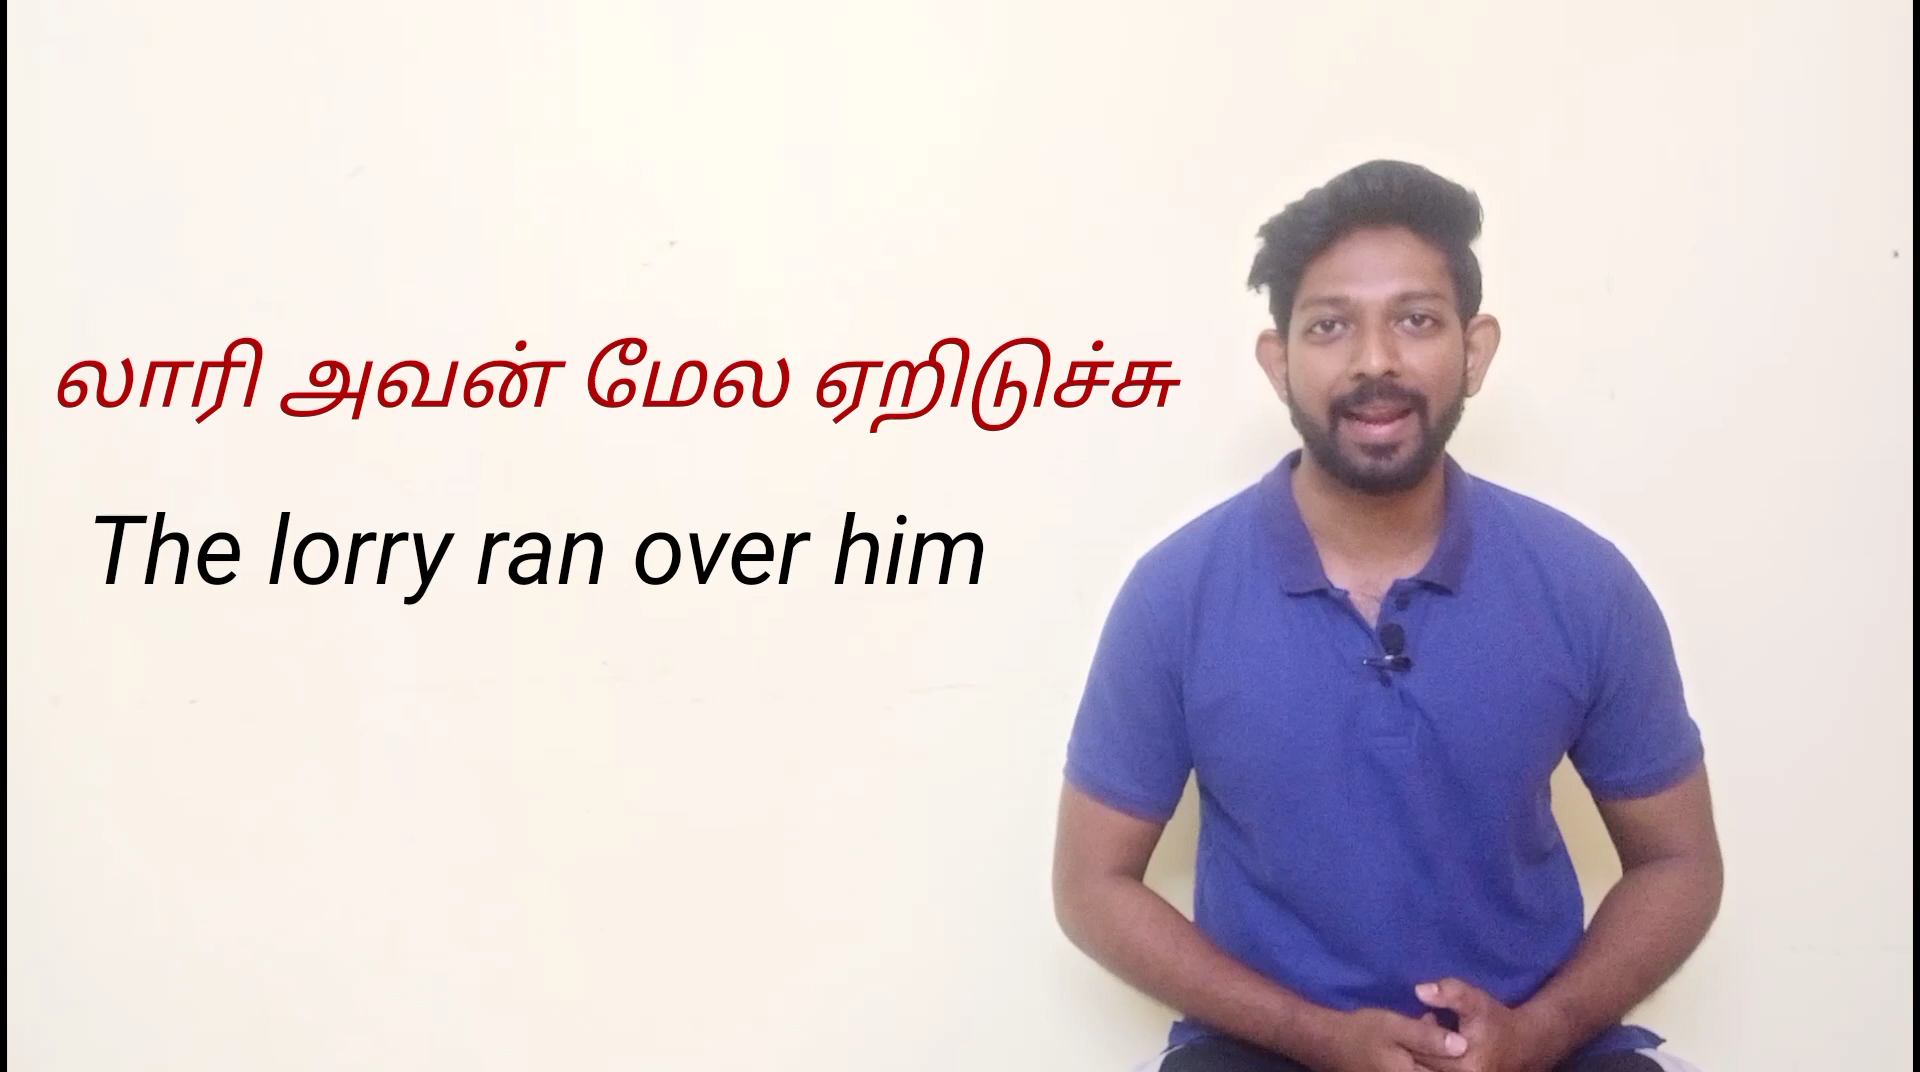 லாரி அவன் மேல ஏறிடுச்சு
The lorry ran over him